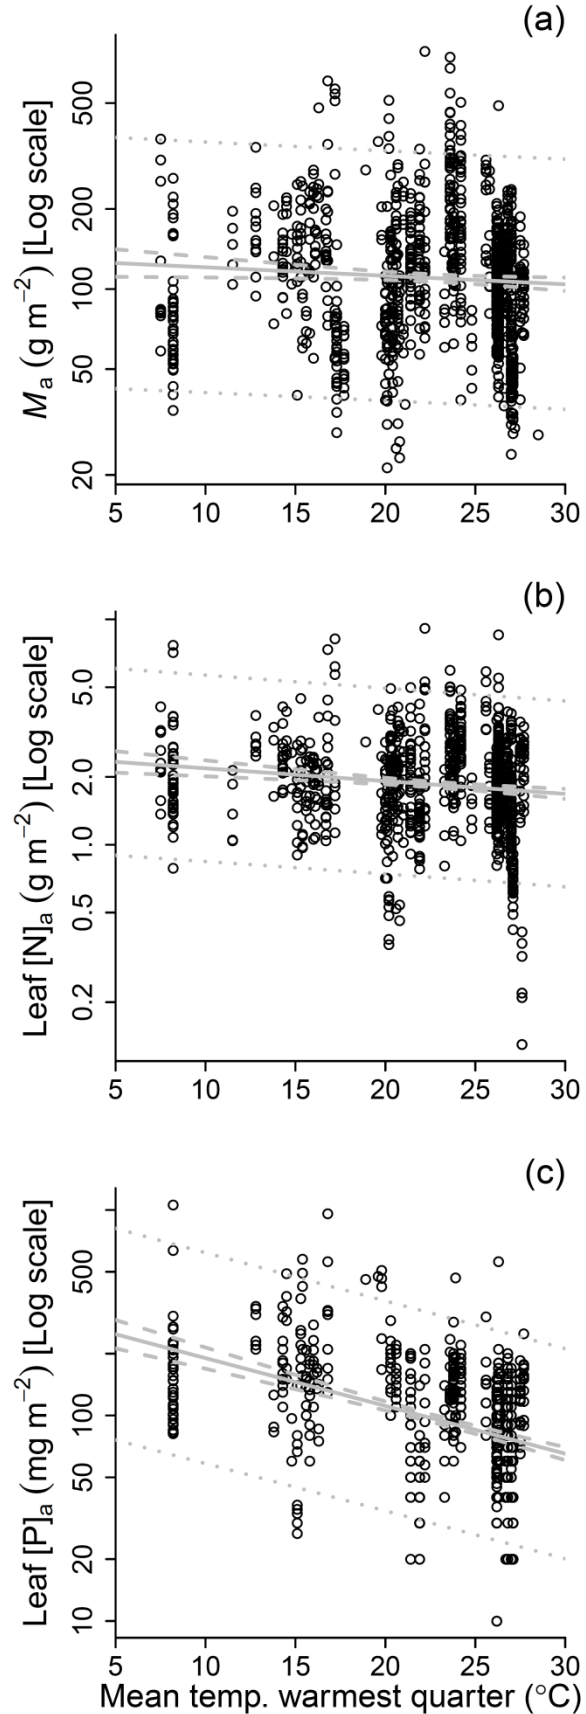 (a)
M a (g m −2) [Log scale]
500
200
100
50
20
5 10 15 20 25 30
(b)
Leaf [N] a (g m −2) [Log scale]
5.0
2.0
1.0
0.5
0.2
5 10 15 20 25 30
(c)
Leaf [P] a (mg m −2) [Log scale]
500
100
50
20
10
5 10 15 20 25 30
Mean temp. warmest quarter (°C)